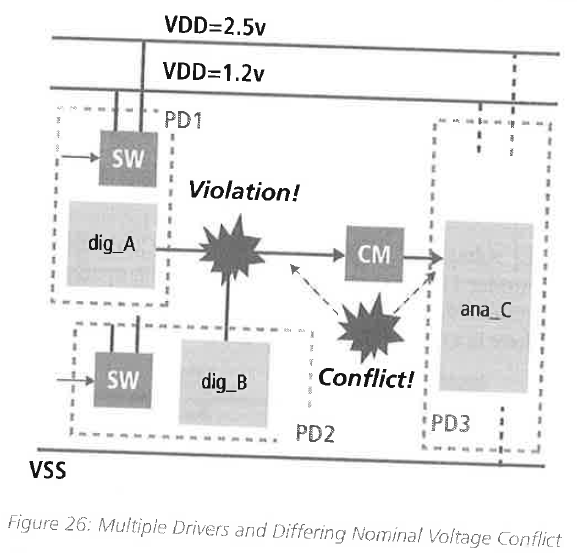 VDD=2.5v
VDD=1.2v
PD1
SW
Violation!
dig_A
CM
ana_C
SW
dig_B
Conflict!
PD2
PD3
VSS
Figure 26: Multiple Drivers and Differing Nominal Voltage Conflict